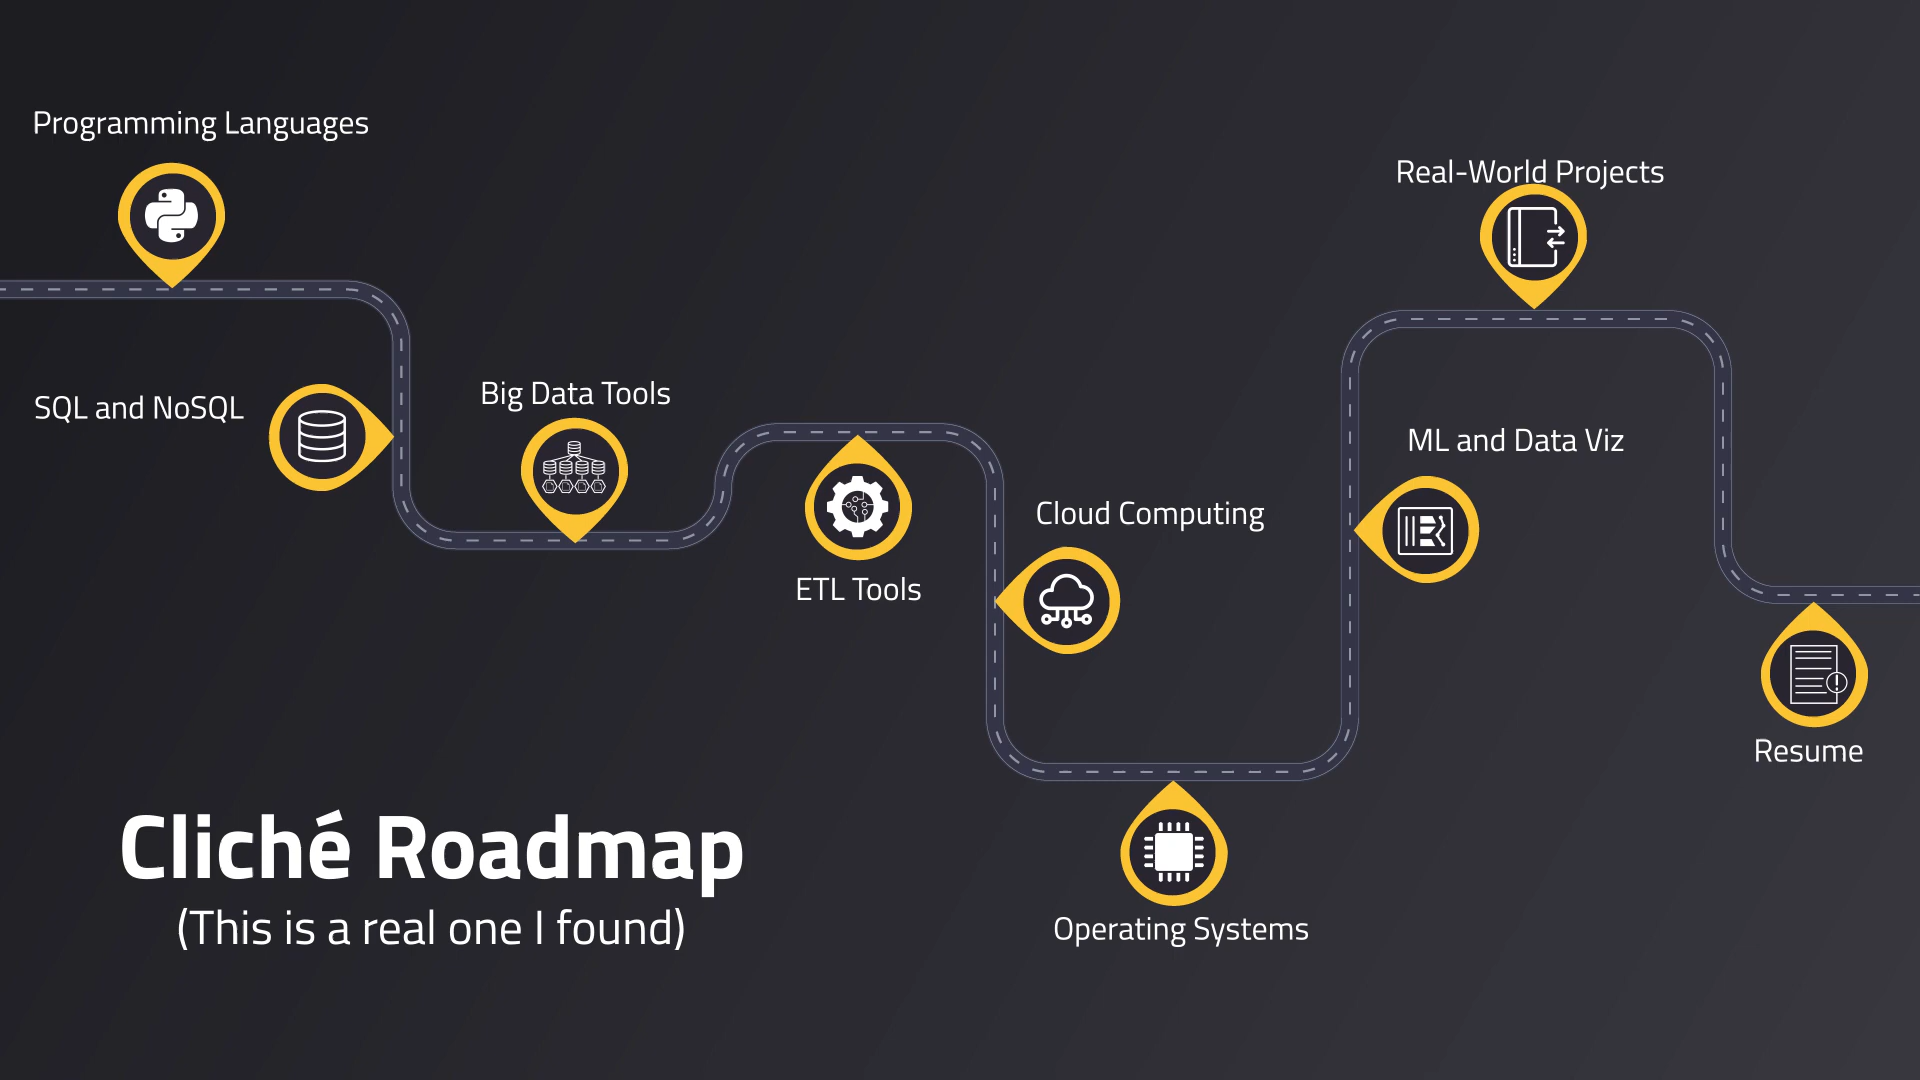 Programming Languages
SQL and NoSQL
Big Data Tools
ETL Tools
Cloud Computing
Operating Systems
ML and Data Viz
Real-World Projects
Resume
Cliché Roadmap
(This is a real one I found)